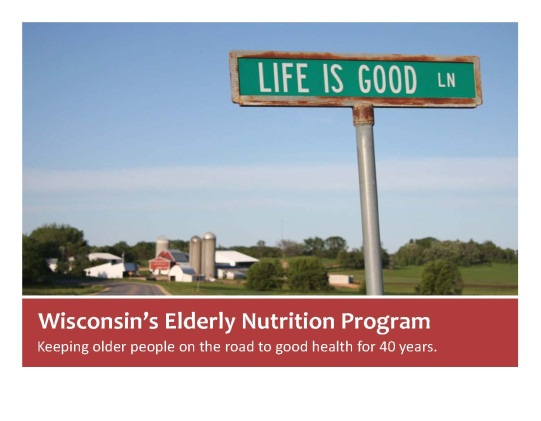 LIFE IS GOOD LN
Wisconsin's Elderly Nutrition Program
Keeping older people on the road to good health for 40 years.